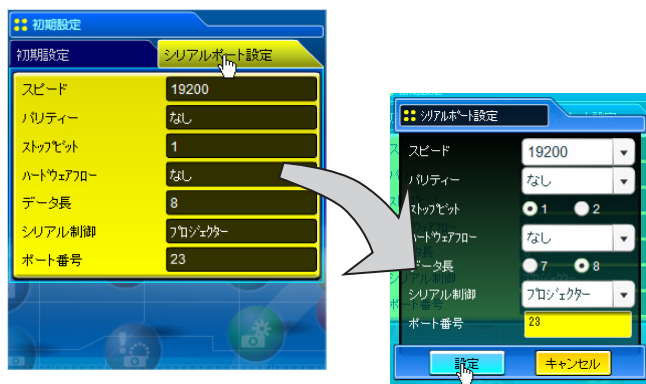 初期設定
初期設定 シリアルポート設定
スピード 19200
パリティー なし
ストップビット 1
ハードウェアフロー なし
データ長 8
シリアル制御 プロジェクター
ポート番号 23
シリアルポート設定
スピード 19200
パリティー なし
ストップビット 1 2
ハードウェアフロー なし
データ長 7 8
シリアル制御 プロジェクター
ポート番号 23
設定 キャンセル